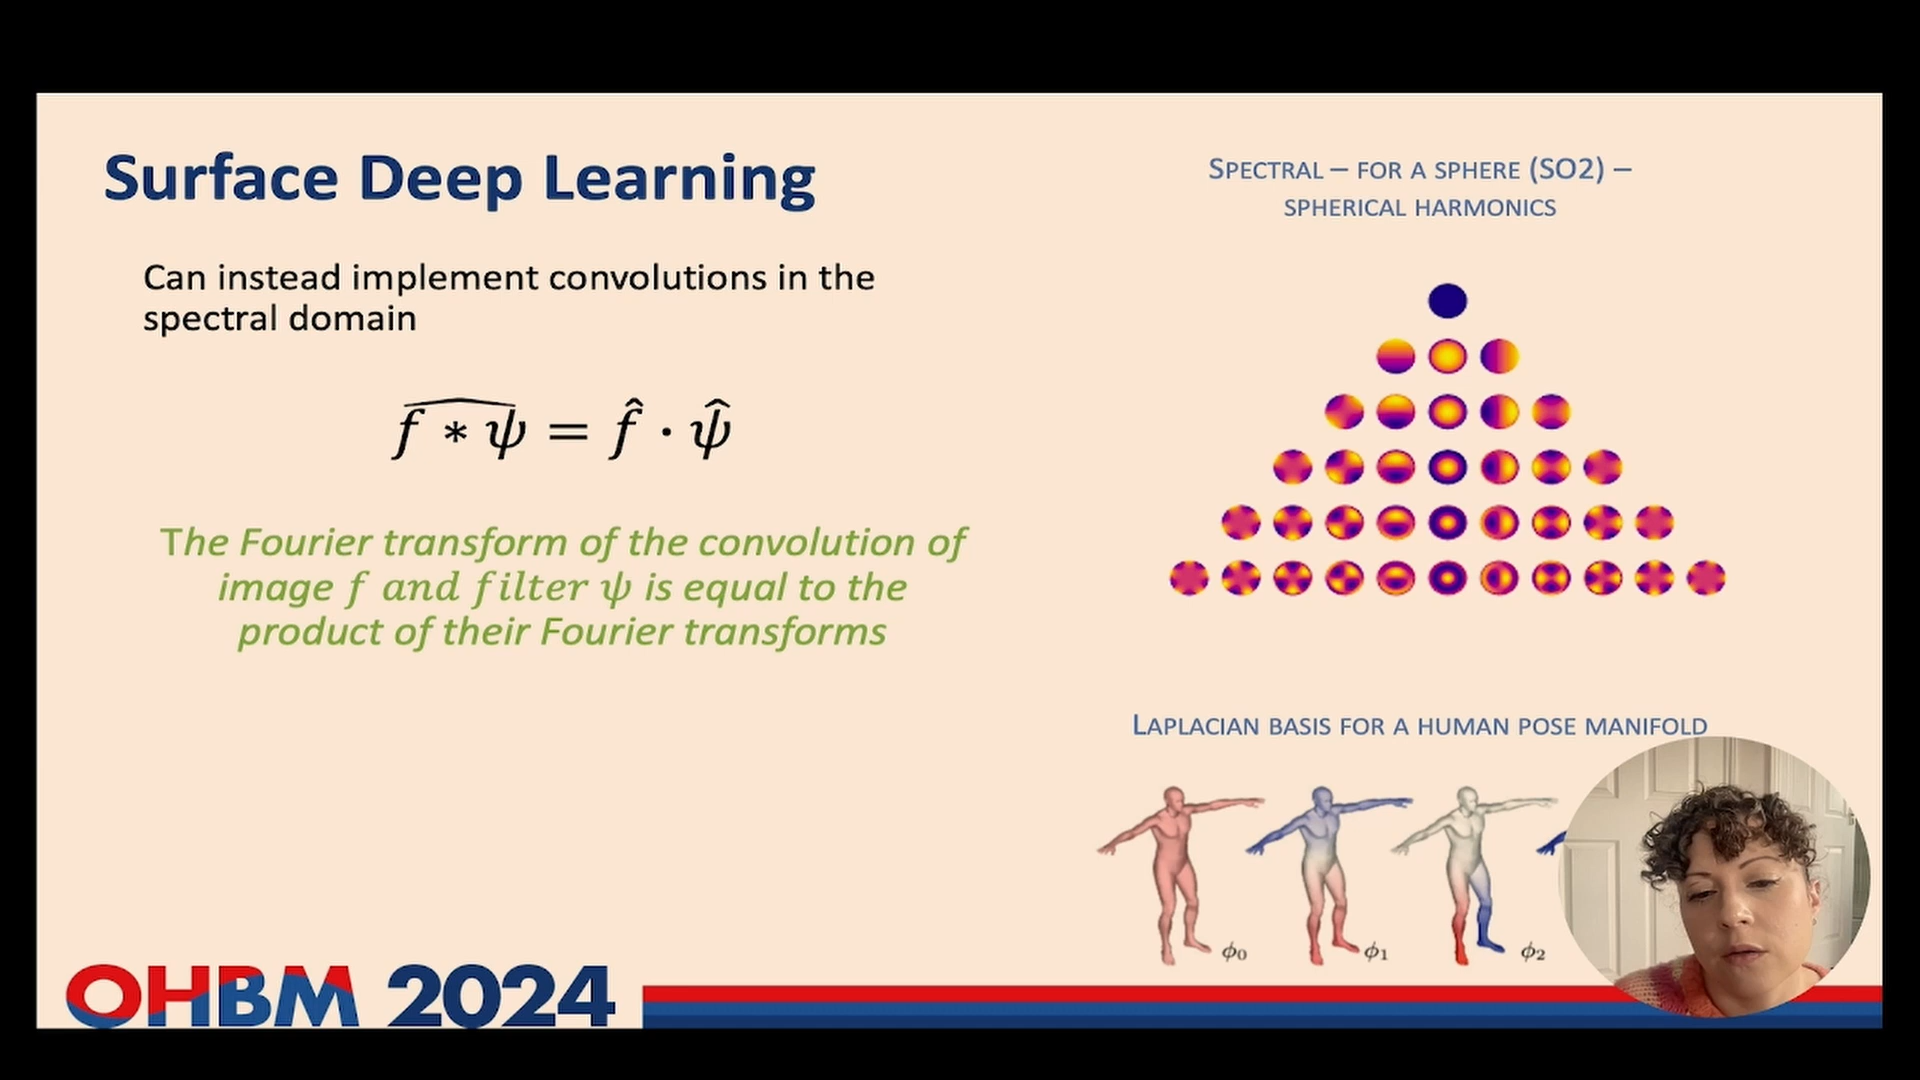 Surface Deep Learning
Can instead implement convolutions in the
spectral domain
\widehat{f * ψ} = f̂ · ψ̂
The Fourier transform of the convolution of
image f and filter ψ is equal to the
product of their Fourier transforms
SPECTRAL – FOR A SPHERE (SO2) –
SPHERICAL HARMONICS
LAPLACIAN BASIS FOR A HUMAN POSE MANIFOLD
ϕ0 ϕ1 ϕ2
OHBM 2024